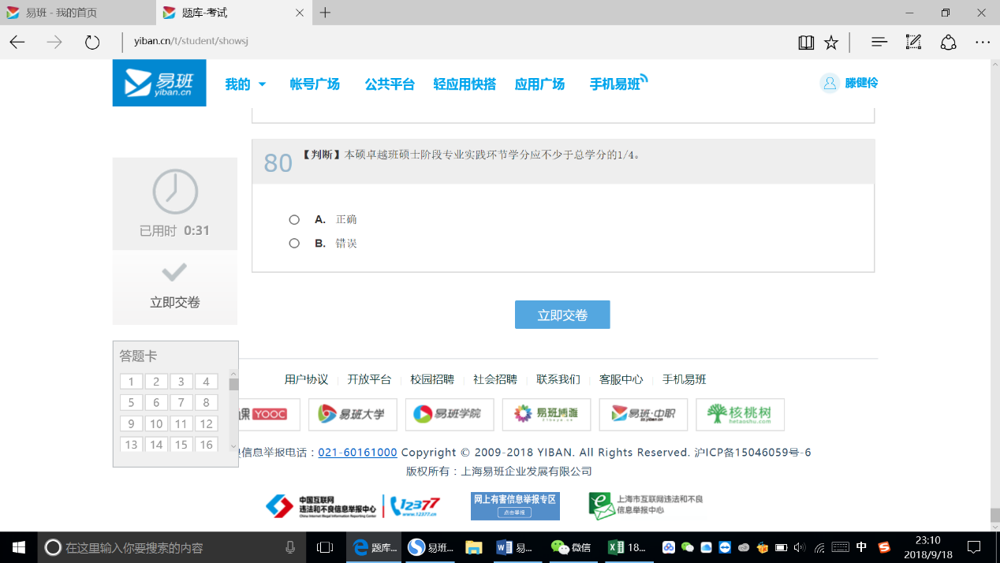 易班 - 我的首页
题库-考试
yiban.cn/t/student/showsj
易班
yiban.cn
我的
帐号广场
公共平台
轻应用快搭
应用广场
手机易班
滕健伶
80
【判断】本硕卓越班硕士阶段专业实践环节学分应不少于总学分的1/4。
A. 正确
B. 错误
已用时 0:31
立即交卷
立即交卷
答题卡
1 2 3 4
5 6 7 8
9 10 11 12
13 14 15 16
用户协议 开放平台 校园招聘 社会招聘 联系我们 客服中心 手机易班
课 YOOC
易班大学
易班学院
易班博雅
易班·中职
核桃树
hetaoshu.com
信息举报电话：021-60161000 Copyright © 2009-2018 YIBAN. All Rights Reserved. 沪ICP备15046059号-6
版权所有：上海易班企业发展有限公司
中国互联网
违法和不良信息举报中心
China Internet Illegal Information Reporting Center
12377
www.12377.cn
网上有害信息举报专区
点击举报
上海市互联网违法和不良
信息举报中心
在这里输入你要搜索的内容
题库...
易班...
易...
微信
18...
中
23:10
2018/9/18